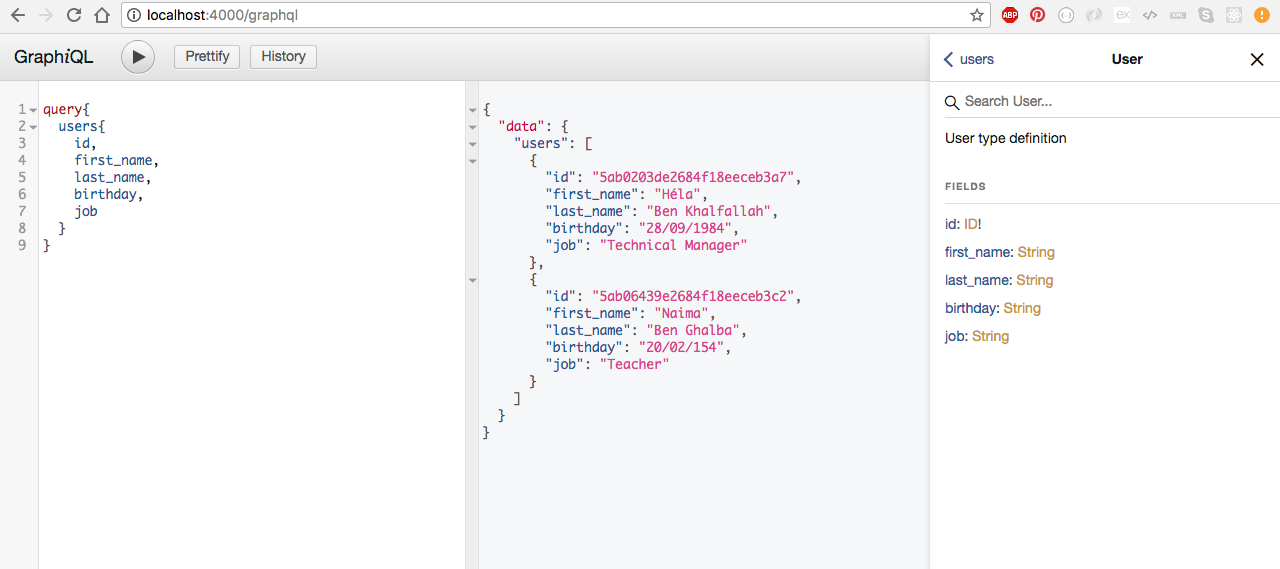 localhost:4000/graphql
ABP
ex
XML
GraphiQL
Prettify
History
users
User
Search User...
User type definition
FIELDS
id: ID!
first_name: String
last_name: String
birthday: String
job: String
1 query{
2 users{
3 id,
4 first_name,
5 last_name,
6 birthday,
7 job
8 }
9 }
{
"data": {
"users": [
{
"id": "5ab0203de2684f18eeceb3a7",
"first_name": "Héla",
"last_name": "Ben Khalfallah",
"birthday": "28/09/1984",
"job": "Technical Manager"
},
{
"id": "5ab06439e2684f18eeceb3c2",
"first_name": "Naima",
"last_name": "Ben Ghalba",
"birthday": "20/02/154",
"job": "Teacher"
}
]
}
}